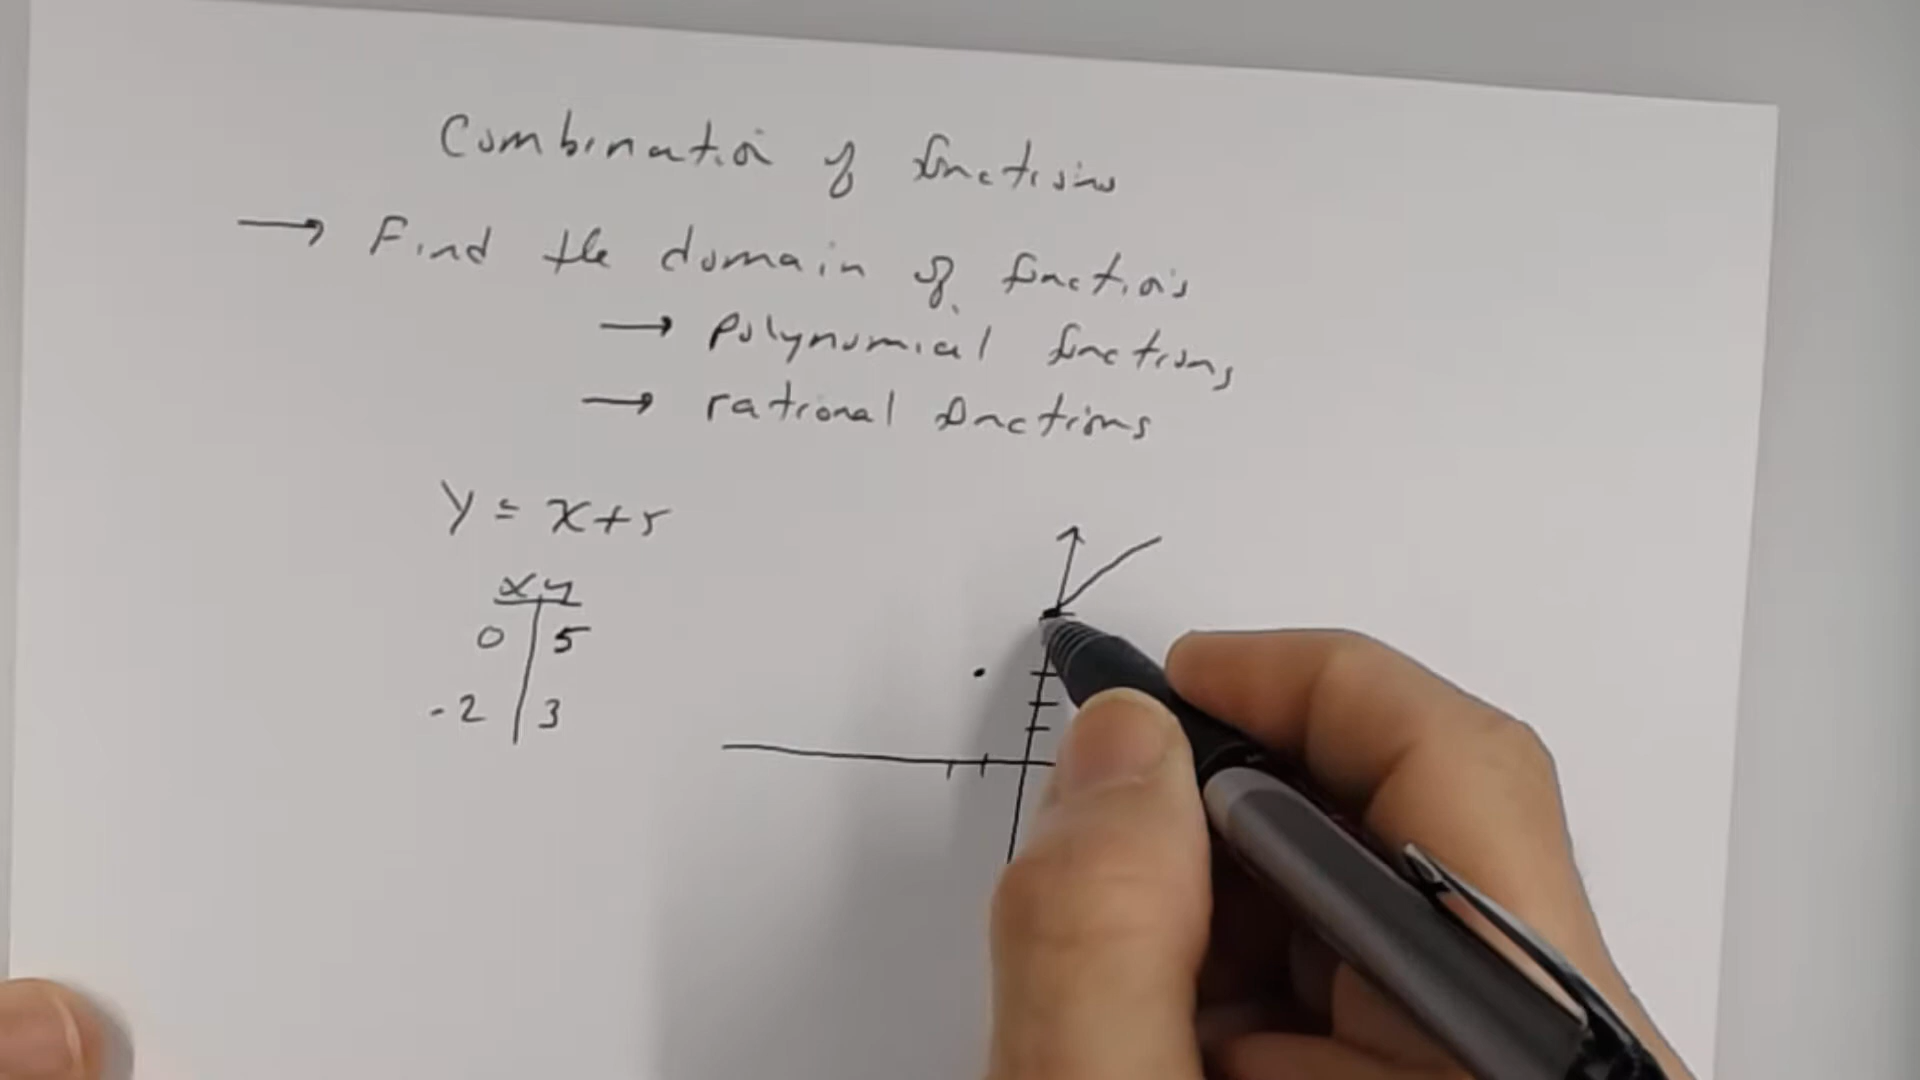 Combination of functions
→ Find the domain of functions
→ polynomial functions
→ rational functions
y = x+5
x y
0 5
-2 3